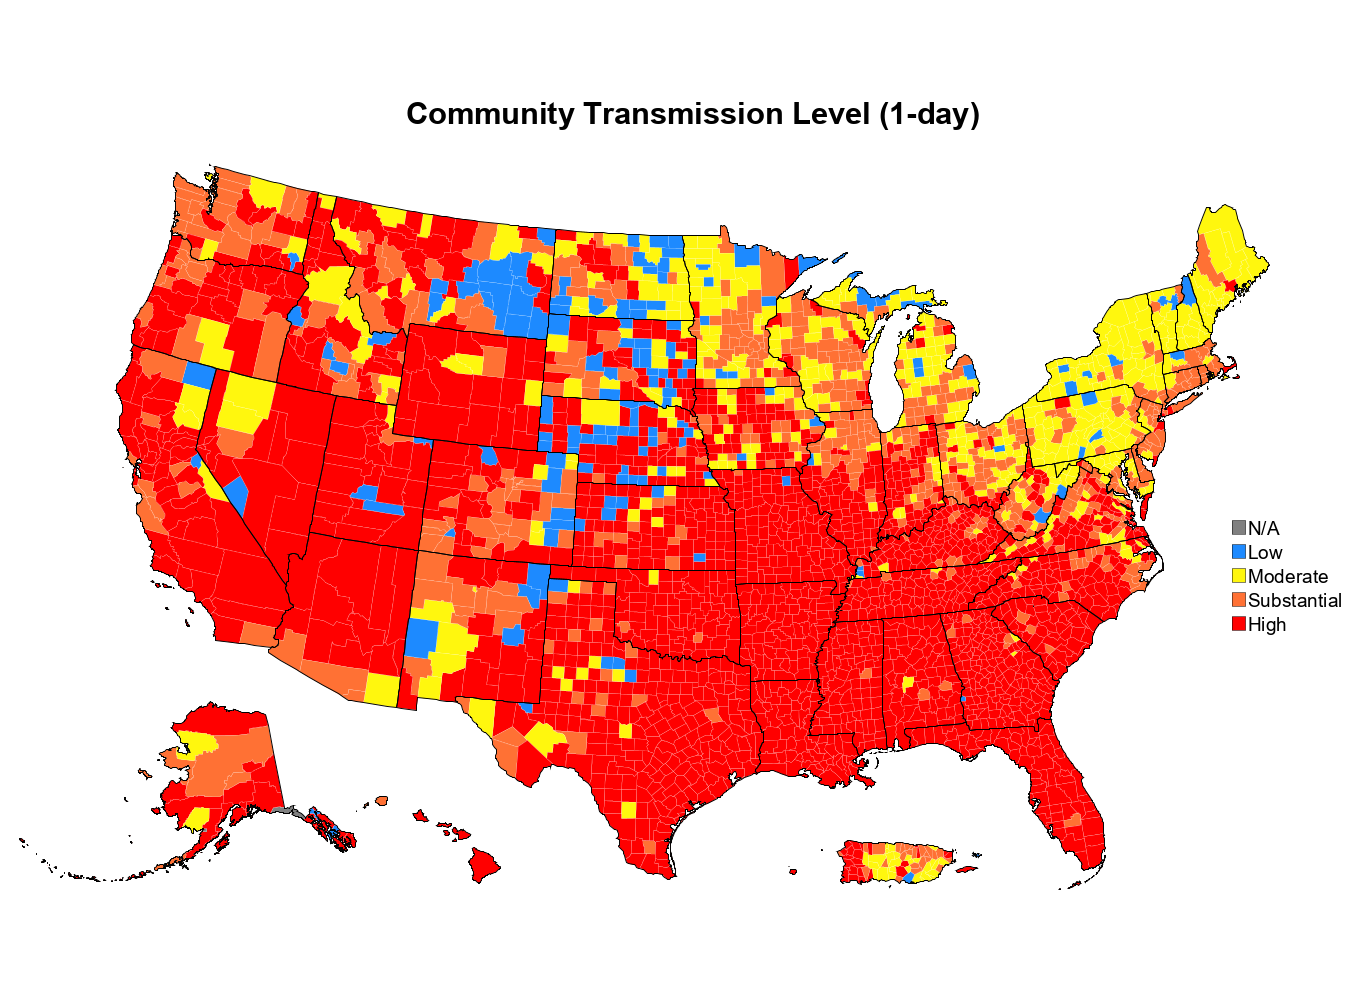 Community Transmission Level (1-day)
N/A
Low
Moderate
Substantial
High